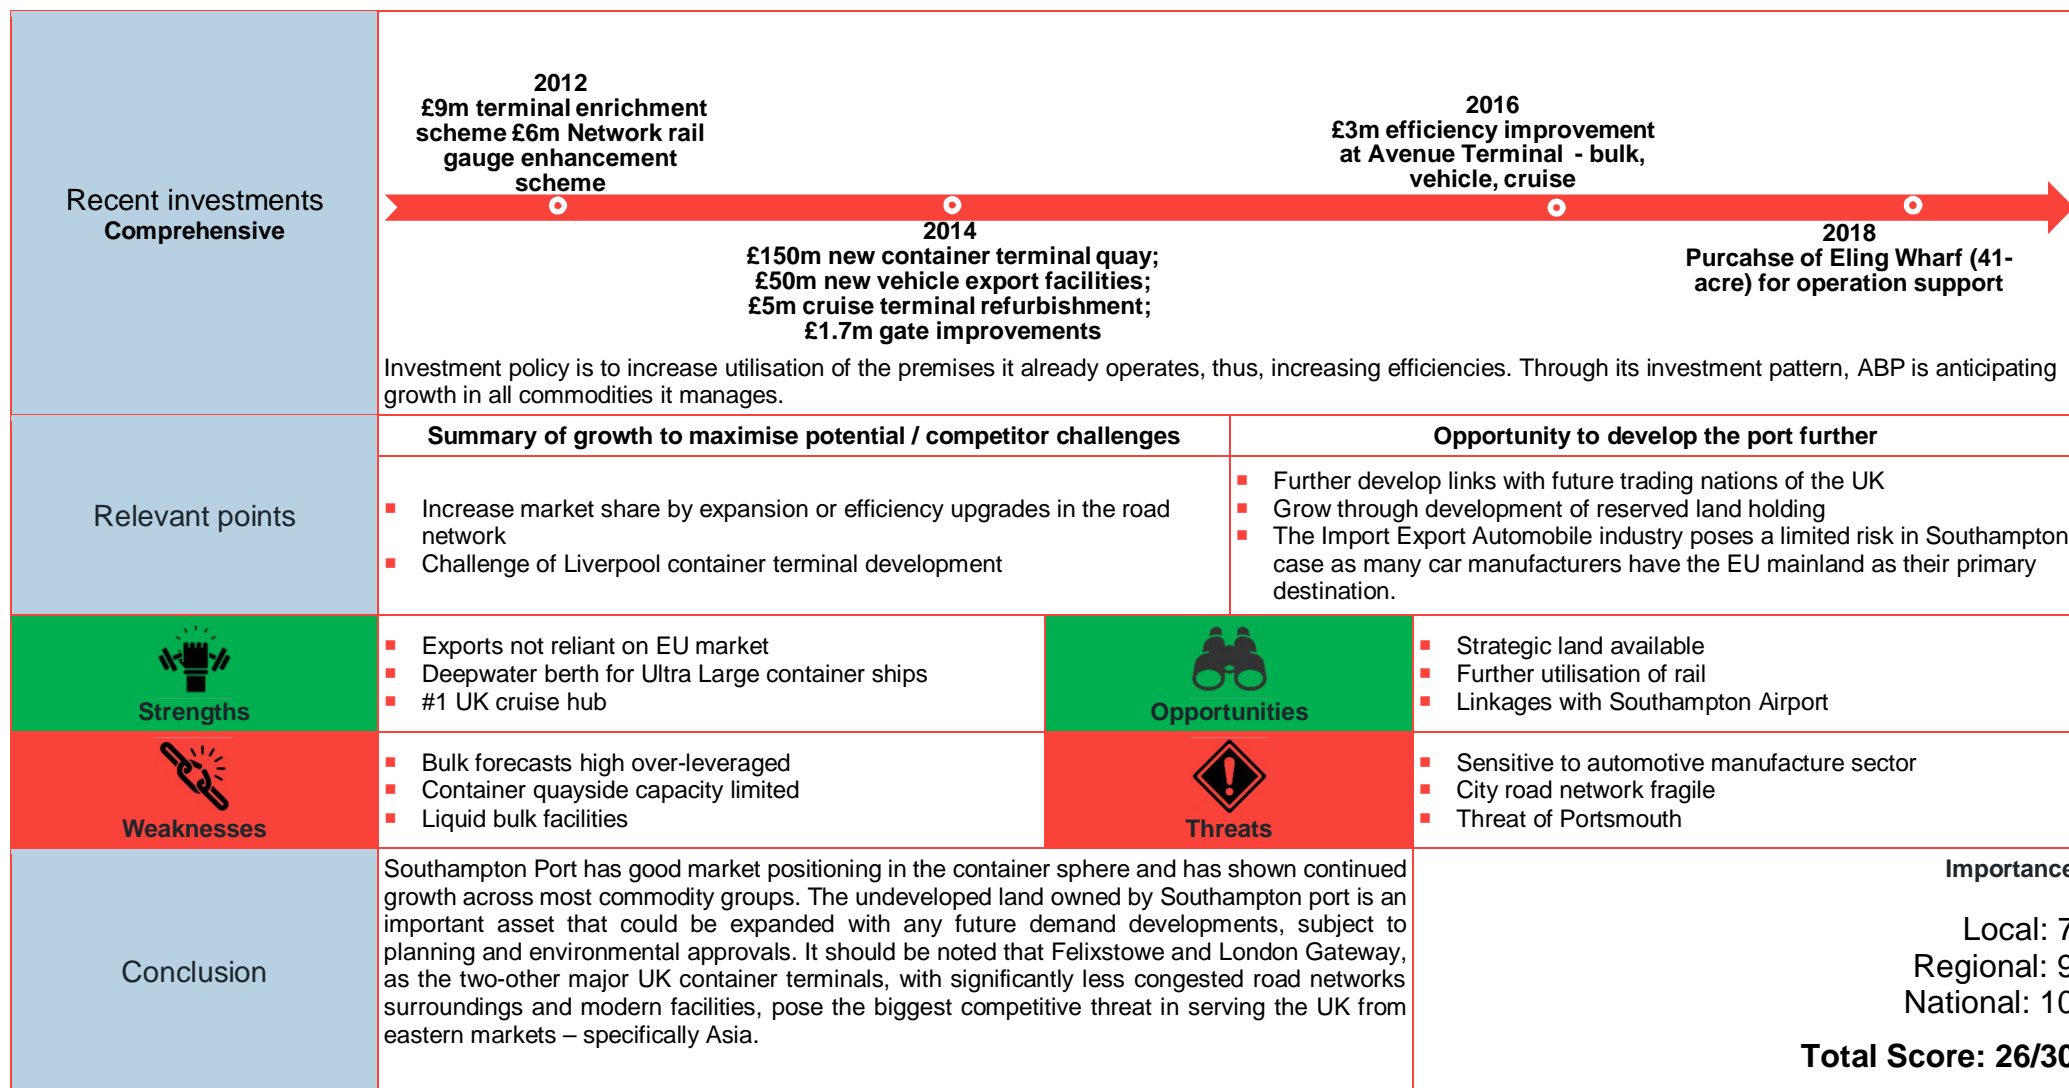 Recent investments
Comprehensive
2012
£9m terminal enrichment
scheme £6m Network rail
gauge enhancement
scheme
2014
£150m new container terminal quay;
£50m new vehicle export facilities;
£5m cruise terminal refurbishment;
£1.7m gate improvements
2016
£3m efficiency improvement
at Avenue Terminal - bulk,
vehicle, cruise
2018
Purcahse of Eling Wharf (41-
acre) for operation support
Investment policy is to increase utilisation of the premises it already operates, thus, increasing efficiencies. Through its investment pattern, ABP is anticipating
growth in all commodities it manages.
Relevant points
Summary of growth to maximise potential / competitor challenges
Increase market share by expansion or efficiency upgrades in the road
network
Challenge of Liverpool container terminal development
Opportunity to develop the port further
Further develop links with future trading nations of the UK
Grow through development of reserved land holding
The Import Export Automobile industry poses a limited risk in Southampton
case as many car manufacturers have the EU mainland as their primary
destination.
Strengths
Exports not reliant on EU market
Deepwater berth for Ultra Large container ships
#1 UK cruise hub
Opportunities
Strategic land available
Further utilisation of rail
Linkages with Southampton Airport
Weaknesses
Bulk forecasts high over-leveraged
Container quayside capacity limited
Liquid bulk facilities
Threats
Sensitive to automotive manufacture sector
City road network fragile
Threat of Portsmouth
Conclusion
Southampton Port has good market positioning in the container sphere and has shown continued
growth across most commodity groups. The undeveloped land owned by Southampton port is an
important asset that could be expanded with any future demand developments, subject to
planning and environmental approvals. It should be noted that Felixstowe and London Gateway,
as the two-other major UK container terminals, with significantly less congested road networks
surroundings and modern facilities, pose the biggest competitive threat in serving the UK from
eastern markets – specifically Asia.
Importance
Local: 7
Regional: 9
National: 10
Total Score: 26/30